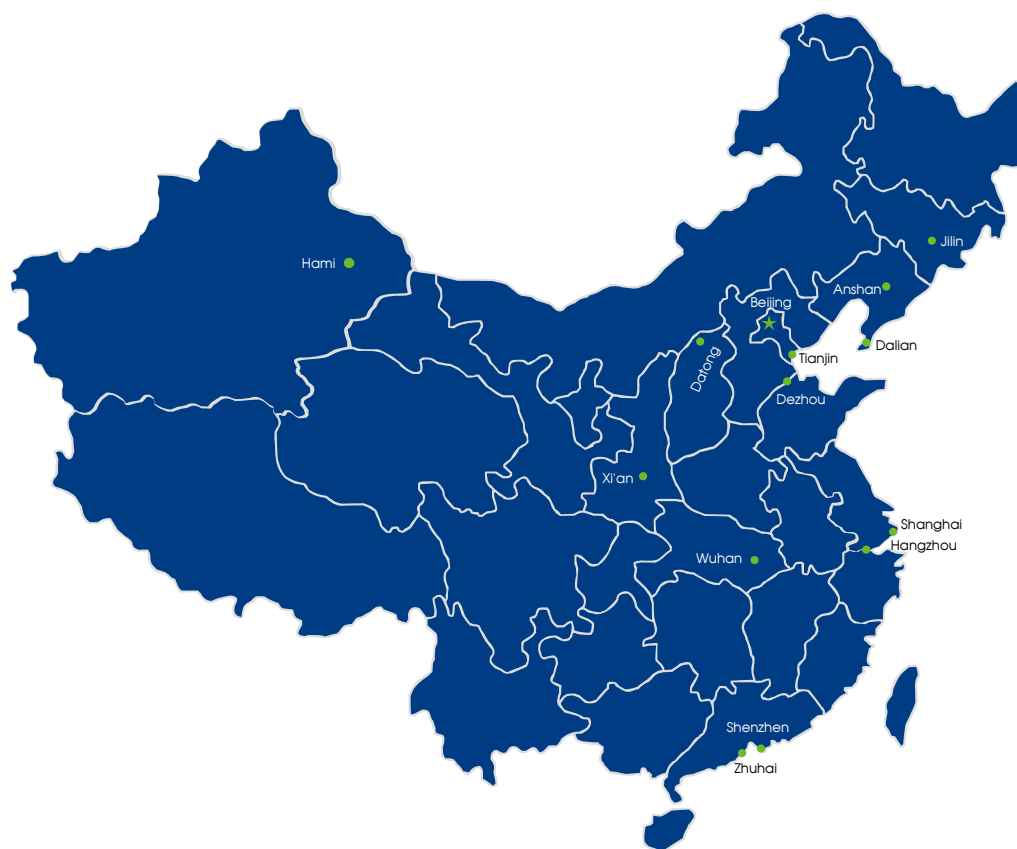 Jilin
Hami
Anshan
Beijing
Dalian
Tianjin
Datong
Dezhou
Xi'an
Shanghai
Hangzhou
Wuhan
Shenzhen
Zhuhai